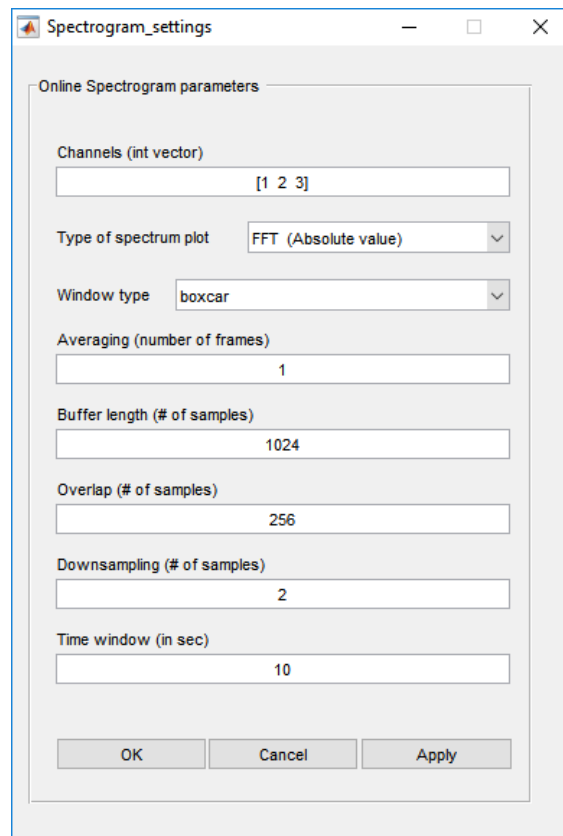 Spectrogram_settings
Online Spectrogram parameters
Channels (int vector)
[1 2 3]
Type of spectrum plot FFT (Absolute value)
Window type boxcar
Averaging (number of frames)
1
Buffer length (# of samples)
1024
Overlap (# of samples)
256
Downsampling (# of samples)
2
Time window (in sec)
10
OK Cancel Apply